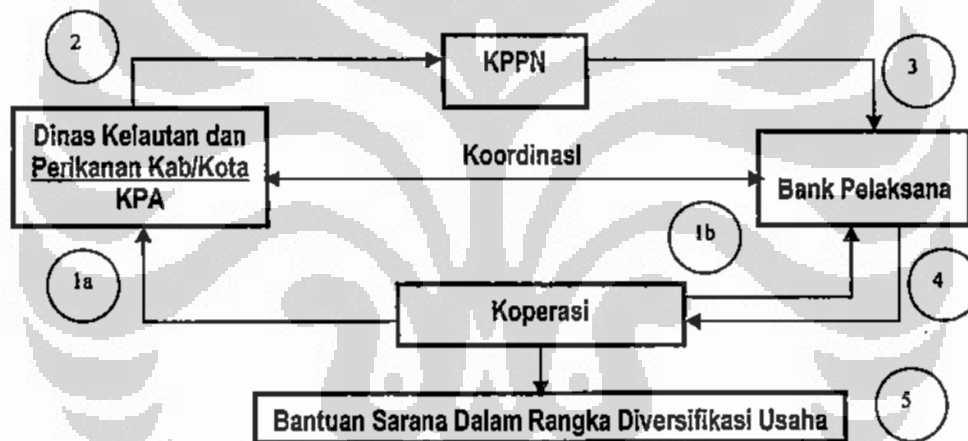 2
KPPN
3
Dinas Kelautan dan
Perikanan Kab/Kota
KPA
Koordinasi
Bank Pelaksana
1b
1a
Koperasi
4
Bantuan Sarana Dalam Rangka Diversifikasi Usaha
5